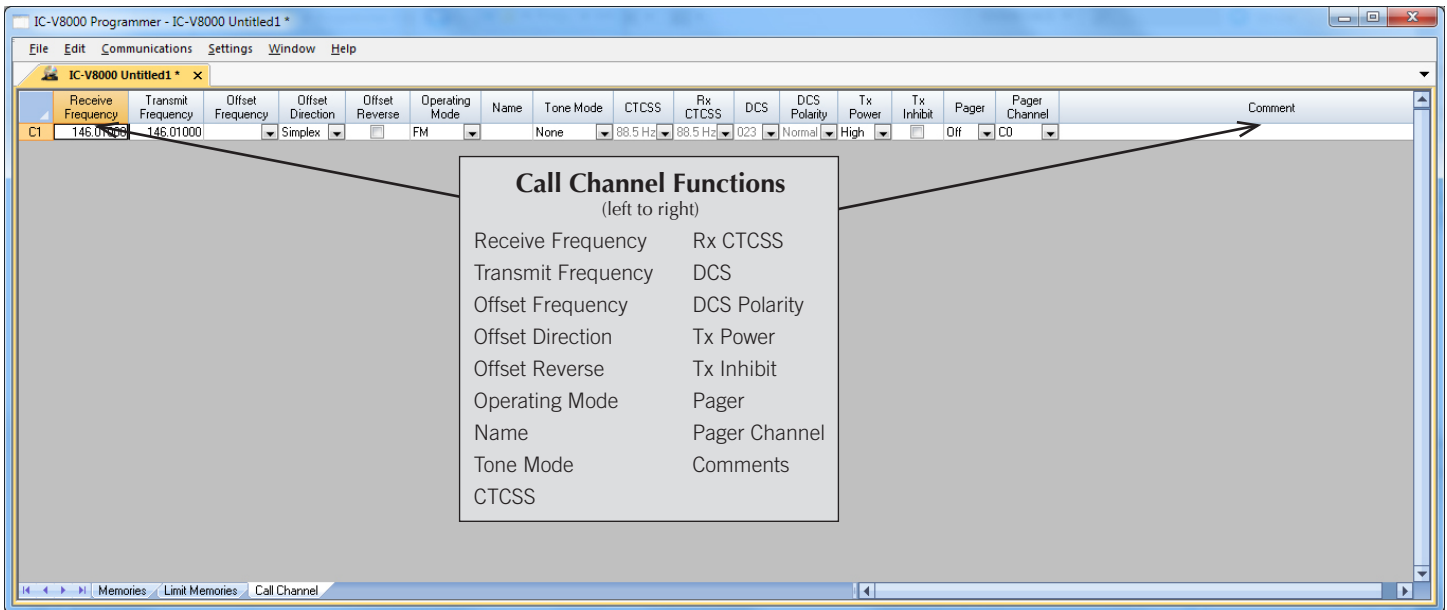 IC-V8000 Programmer - IC-V8000 Untitled1 *
File Edit Communications Settings Window Help
IC-V8000 Untitled1 * x
Receive Frequency Transmit Frequency Offset Frequency Offset Direction Offset Reverse Operating Mode Name Tone Mode CTCSS Rx CTCSS DCS DCS Polarity Tx Power Tx Inhibit Pager Pager Channel Comment
C1 146.01000 146.01000 Simplex FM None 88.5 Hz 88.5 Hz 023 Normal High Off C0
Call Channel Functions
(left to right)
Receive Frequency
Transmit Frequency
Offset Frequency
Offset Direction
Offset Reverse
Operating Mode
Name
Tone Mode
CTCSS
Rx CTCSS
DCS
DCS Polarity
Tx Power
Tx Inhibit
Pager
Pager Channel
Comments
Memories Limit Memories Call Channel